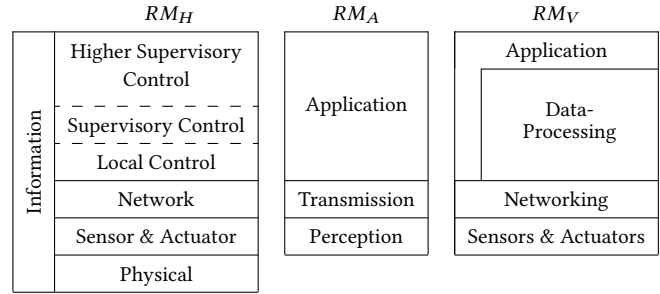 RM_H
RM_A
RM_V
Information
Higher Supervisory
Control
Supervisory Control
Local Control
Network
Sensor & Actuator
Physical
Application
Transmission
Perception
Application
Data-
Processing
Networking
Sensors & Actuators